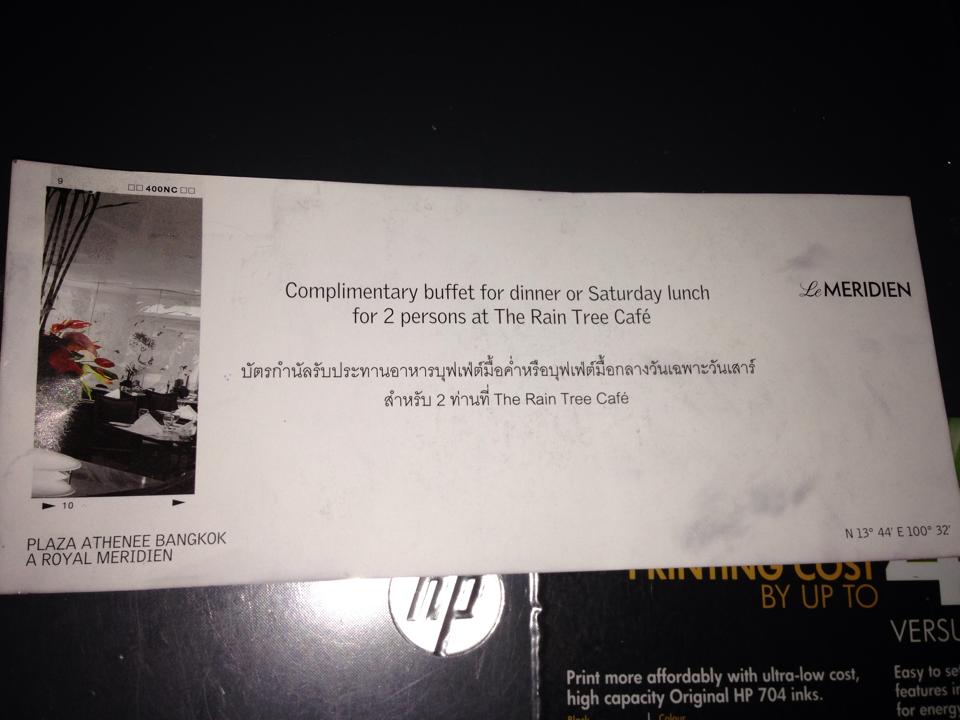 9
400NC
Complimentary buffet for dinner or Saturday lunch
for 2 persons at The Rain Tree Café
Le MERIDIEN
บัตรกำนัลรับประทานอาหารบุฟเฟ่ต์มื้อค่ำหรือบุฟเฟ่ต์มื้อกลางวันเฉพาะวันเสาร์
สำหรับ 2 ท่านที่ The Rain Tree Café
10
PLAZA ATHENEE BANGKOK
A ROYAL MERIDIEN
N 13° 44' E 100° 32'
hp
PRINTING COST
BY UP TO
Print more affordably with ultra-low cost,
high capacity Original HP 704 inks.
Black Colour
Easy to
features
for